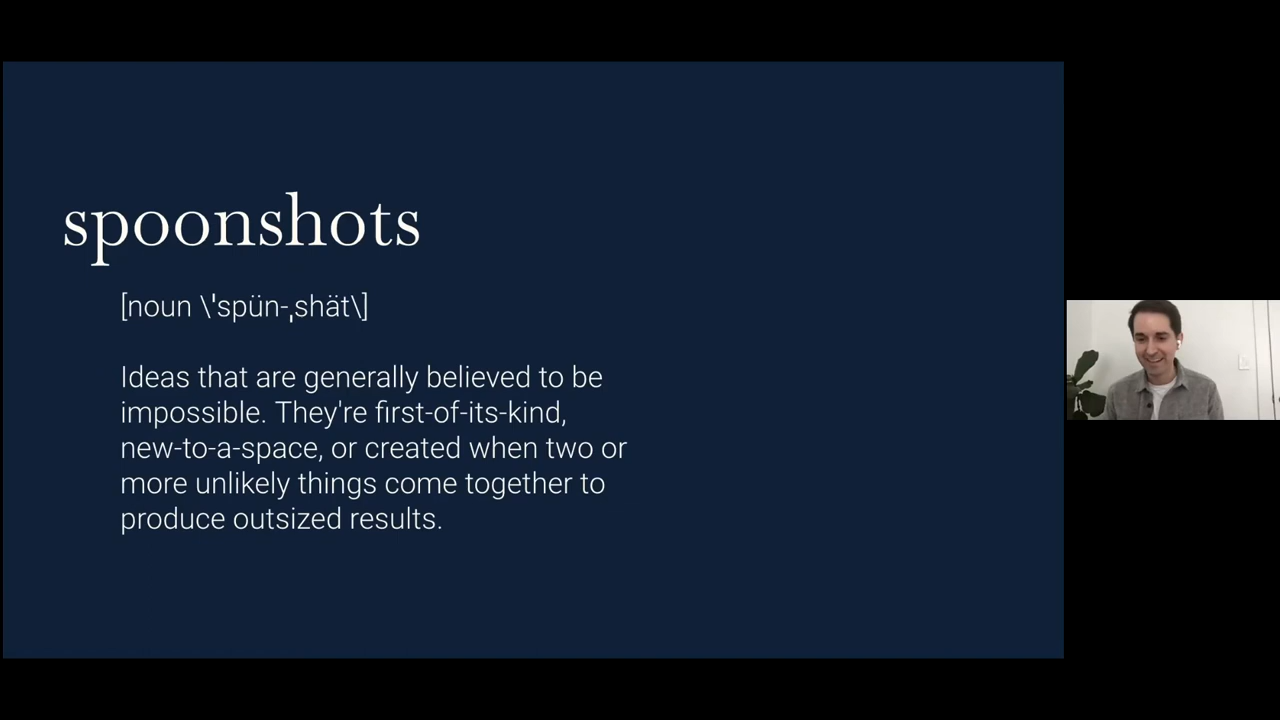 spoonshots
[noun \'spün-ˌshät\]
Ideas that are generally believed to be
impossible. They're first-of-its-kind,
new-to-a-space, or created when two or
more unlikely things come together to
produce outsized results.